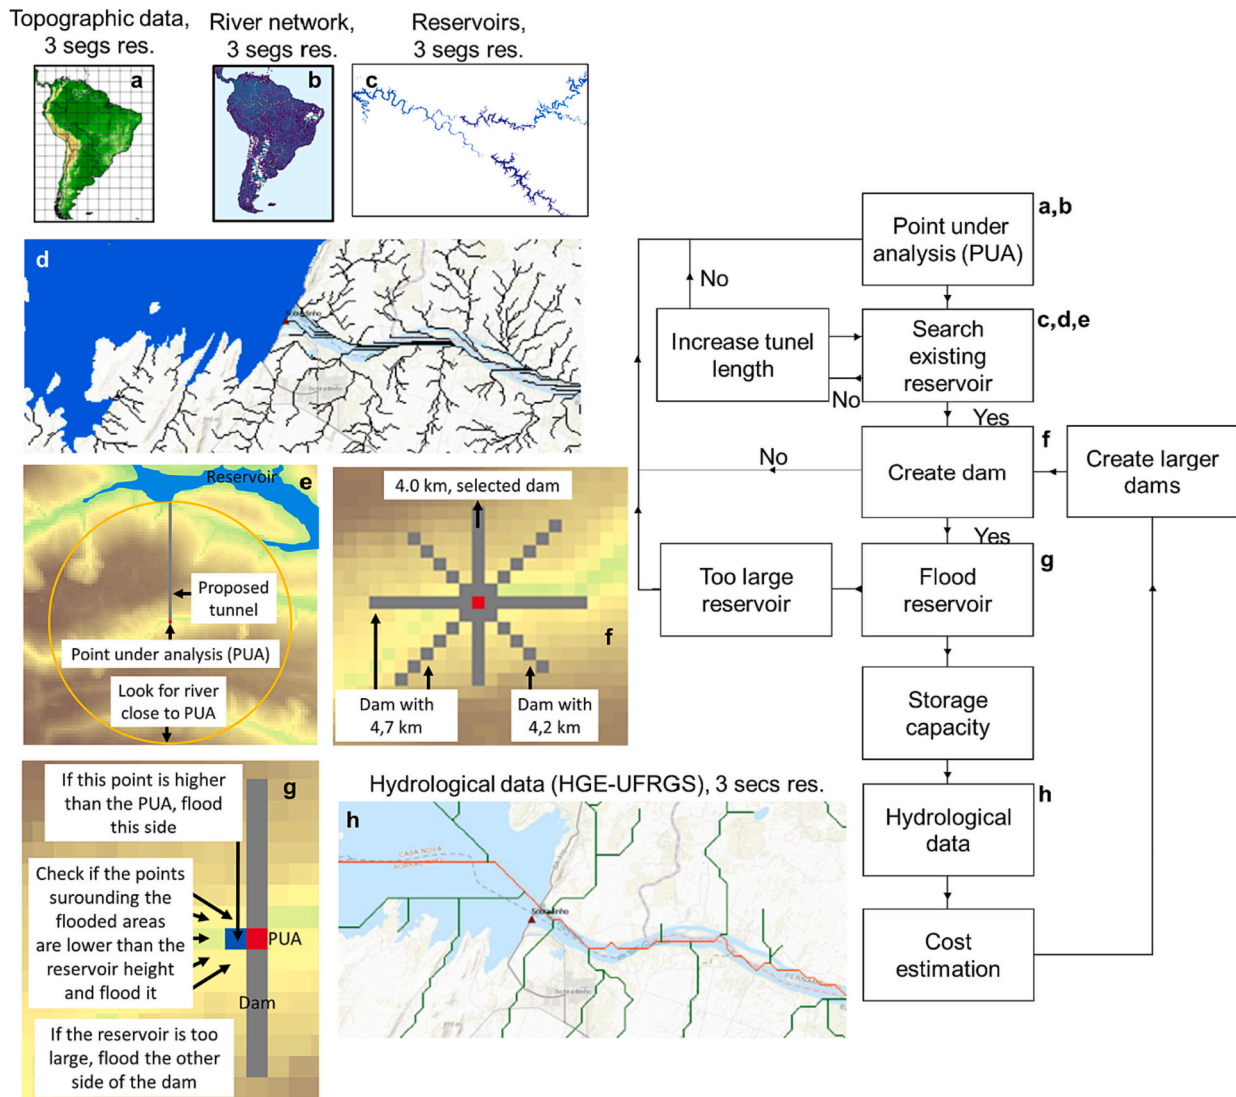 Topographic data,
3 segs res.
River network,
3 segs res.
Reservoirs,
3 segs res.
a
b
c
d
Sobradinho
e
Reservoir
Proposed
tunnel
Point under analysis (PUA)
Look for river
close to PUA
4.0 km, selected dam
f
Dam with
4,7 km
Dam with
4,2 km
g
If this point is higher
than the PUA, flood
this side
Check if the points
surounding the
flooded areas
are lower than the
reservoir height
and flood it
PUA
Dam
If the reservoir is too
large, flood the other
side of the dam
Hydrological data (HGE-UFRGS), 3 secs res.
h
CASA NOVA
Sobradinho
a,b
Point under
analysis (PUA)
No
Increase tunel
length
No
c,d,e
Search
existing
reservoir
Yes
f
No
Create dam
Create larger
dams
Yes
g
Too large
reservoir
Flood
reservoir
Storage
capacity
h
Hydrological
data
Cost
estimation